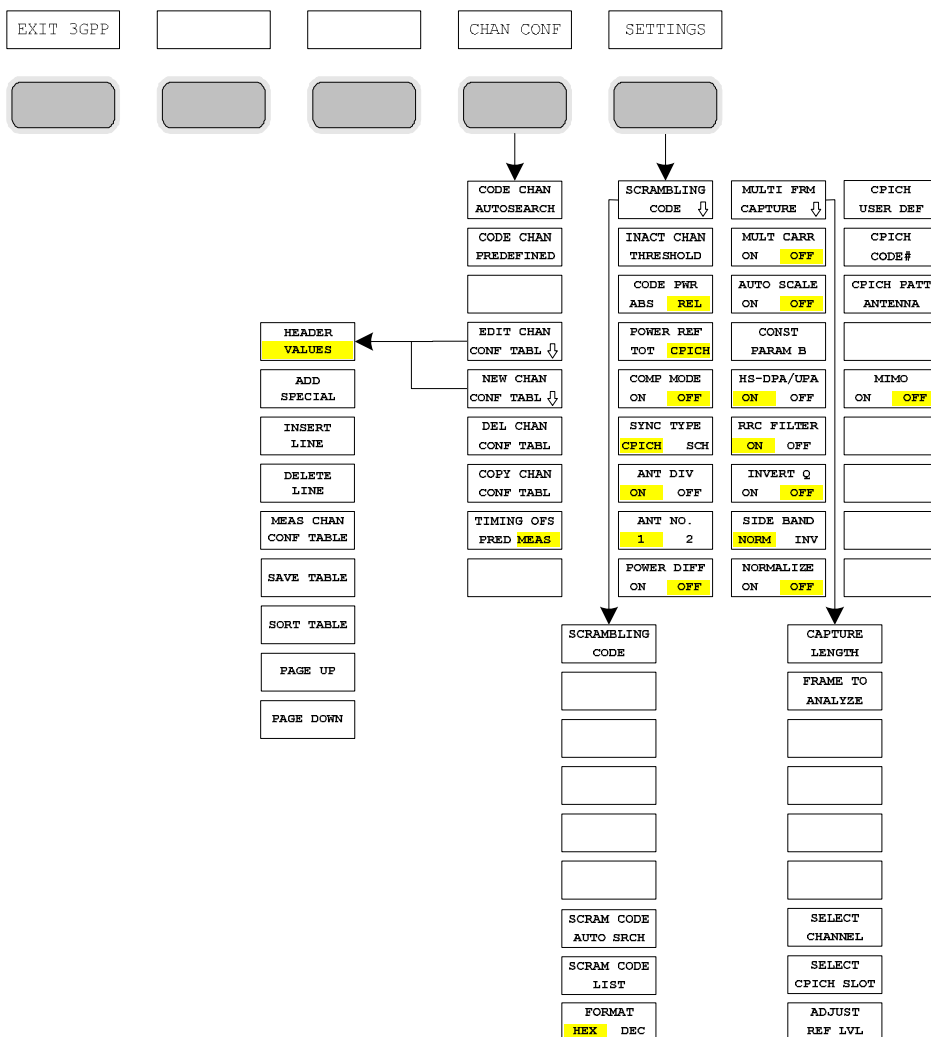 EXIT 3GPP
CHAN CONF
SETTINGS
CODE CHAN
AUTOSEARCH
CODE CHAN
PREDEFINED
EDIT CHAN
CONF TABL
NEW CHAN
CONF TABL
DEL CHAN
CONF TABL
COPY CHAN
CONF TABL
TIMING OFS
PRED MEAS
HEADER
VALUES
ADD
SPECIAL
INSERT
LINE
DELETE
LINE
MEAS CHAN
CONF TABLE
SAVE TABLE
SORT TABLE
PAGE UP
PAGE DOWN
SCRAMBLING
CODE
INACT CHAN
THRESHOLD
CODE PWR
ABS REL
POWER REF
TOT CPICH
COMP MODE
ON OFF
SYNC TYPE
CPICH SCH
ANT DIV
ON OFF
ANT NO.
1 2
POWER DIFF
ON OFF
MULTI FRM
CAPTURE
MULT CARR
ON OFF
AUTO SCALE
ON OFF
CONST
PARAM B
HS-DPA/UPA
ON OFF
RRC FILTER
ON OFF
INVERT Q
ON OFF
SIDE BAND
NORM INV
NORMALIZE
ON OFF
CPICH
USER DEF
CPICH
CODE#
CPICH PATT
ANTENNA
MIMO
ON OFF
SCRAMBLING
CODE
SCRAM CODE
AUTO SRCH
SCRAM CODE
LIST
FORMAT
HEX DEC
CAPTURE
LENGTH
FRAME TO
ANALYZE
SELECT
CHANNEL
SELECT
CPICH SLOT
ADJUST
REF LVL